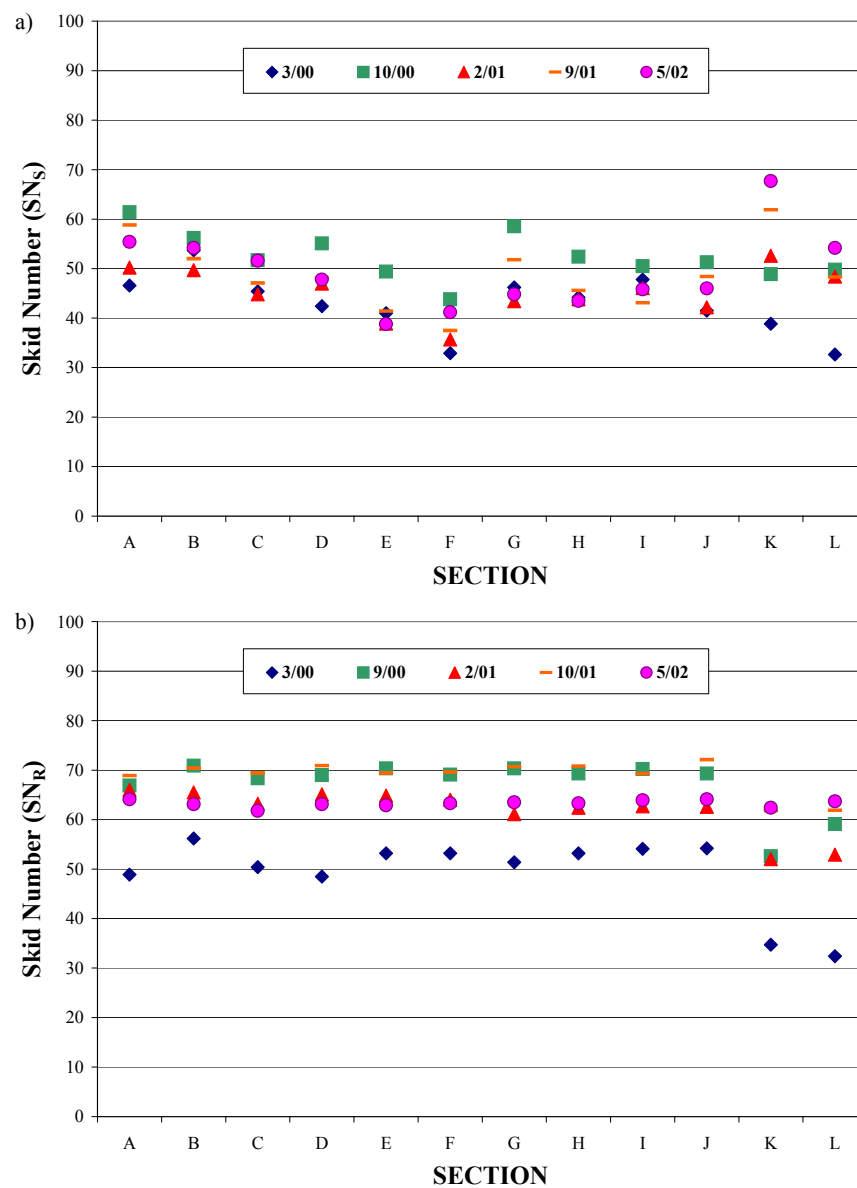 a)
100
90
80
70
60
50
40
30
20
10
0
Skid Number (SNS)
3/00 10/00 2/01 9/01 5/02
A B C D E F G H I J K L
SECTION
b)
100
90
80
70
60
50
40
30
20
10
0
Skid Number (SNR)
3/00 9/00 2/01 10/01 5/02
A B C D E F G H I J K L
SECTION